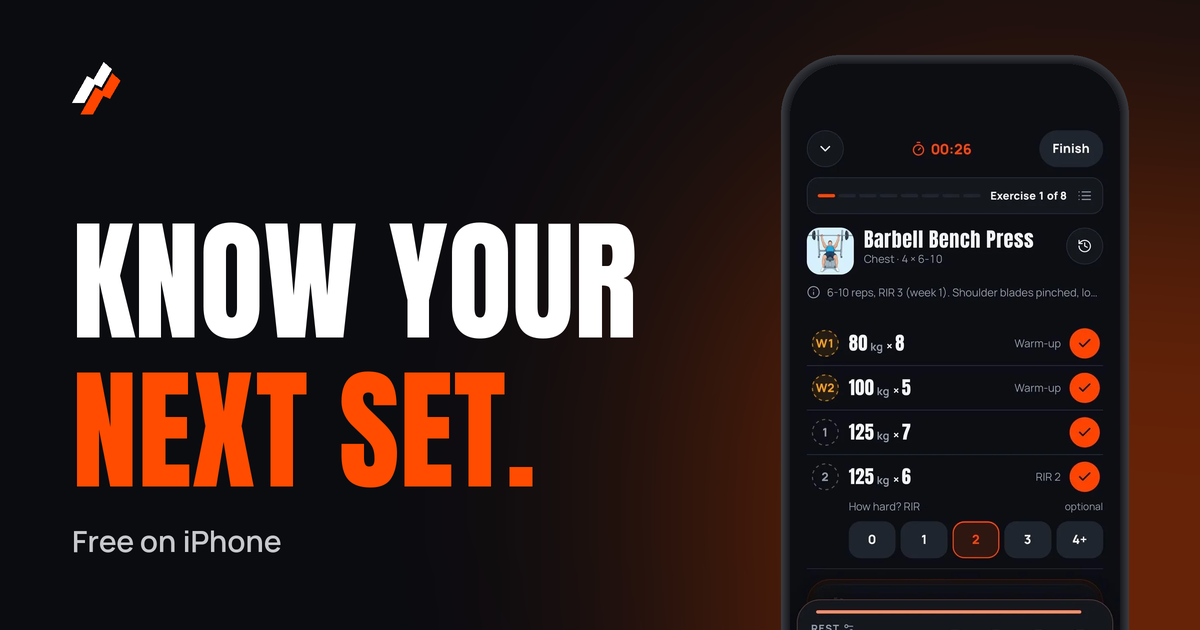 KNOW YOUR
NEXT SET.
Free on iPhone
00:26
Finish
Exercise 1 of 8
Barbell Bench Press
Chest · 4 × 6-10
6-10 reps, RIR 3 (week 1). Shoulder blades pinched, lo...
W1 80 kg × 8 Warm-up
W2 100 kg × 5 Warm-up
1 125 kg × 7
2 125 kg × 6 RIR 2
How hard? RIR optional
0 1 2 3 4+
REST